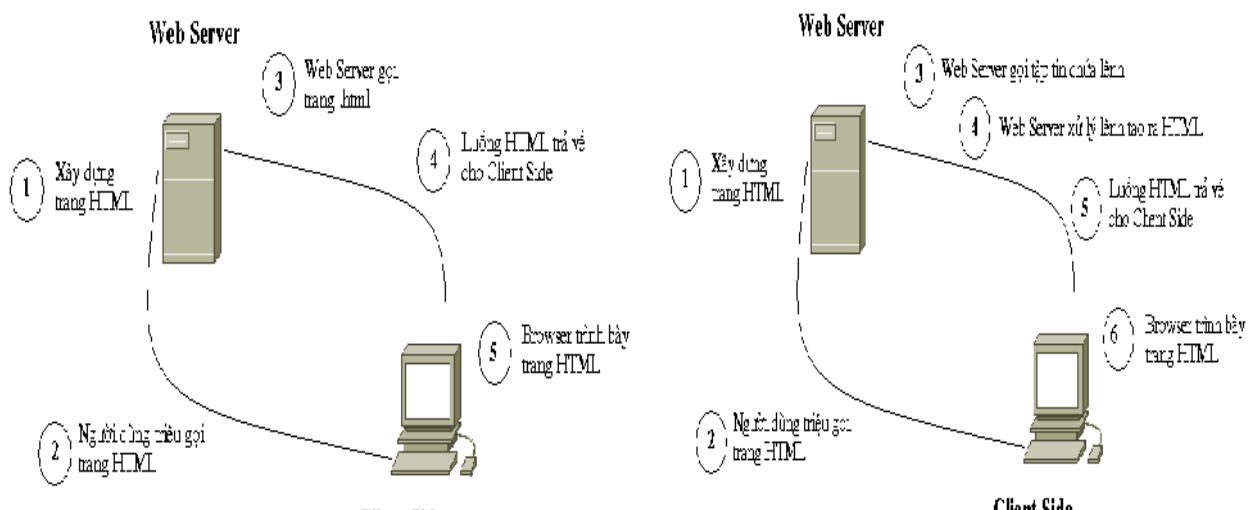 Web Server
3
Web Server gọi
trang .html
1
Xây dựng
trang HTML
4
Luồng HTML trả về
cho Client Side
5
Browser trình bày
trang HTML
2
Người dùng triệu gọi
trang HTML
Web Server
3
Web Server gọi tập tin chứa lệnh
4
Web Server xử lý lệnh tạo ra HTML
1
Xây dựng
trang HTML
5
Luồng HTML trả về
cho Client Side
6
Browser trình bày
trang HTML
2
Người dùng triệu gọi
trang HTML
Client Side